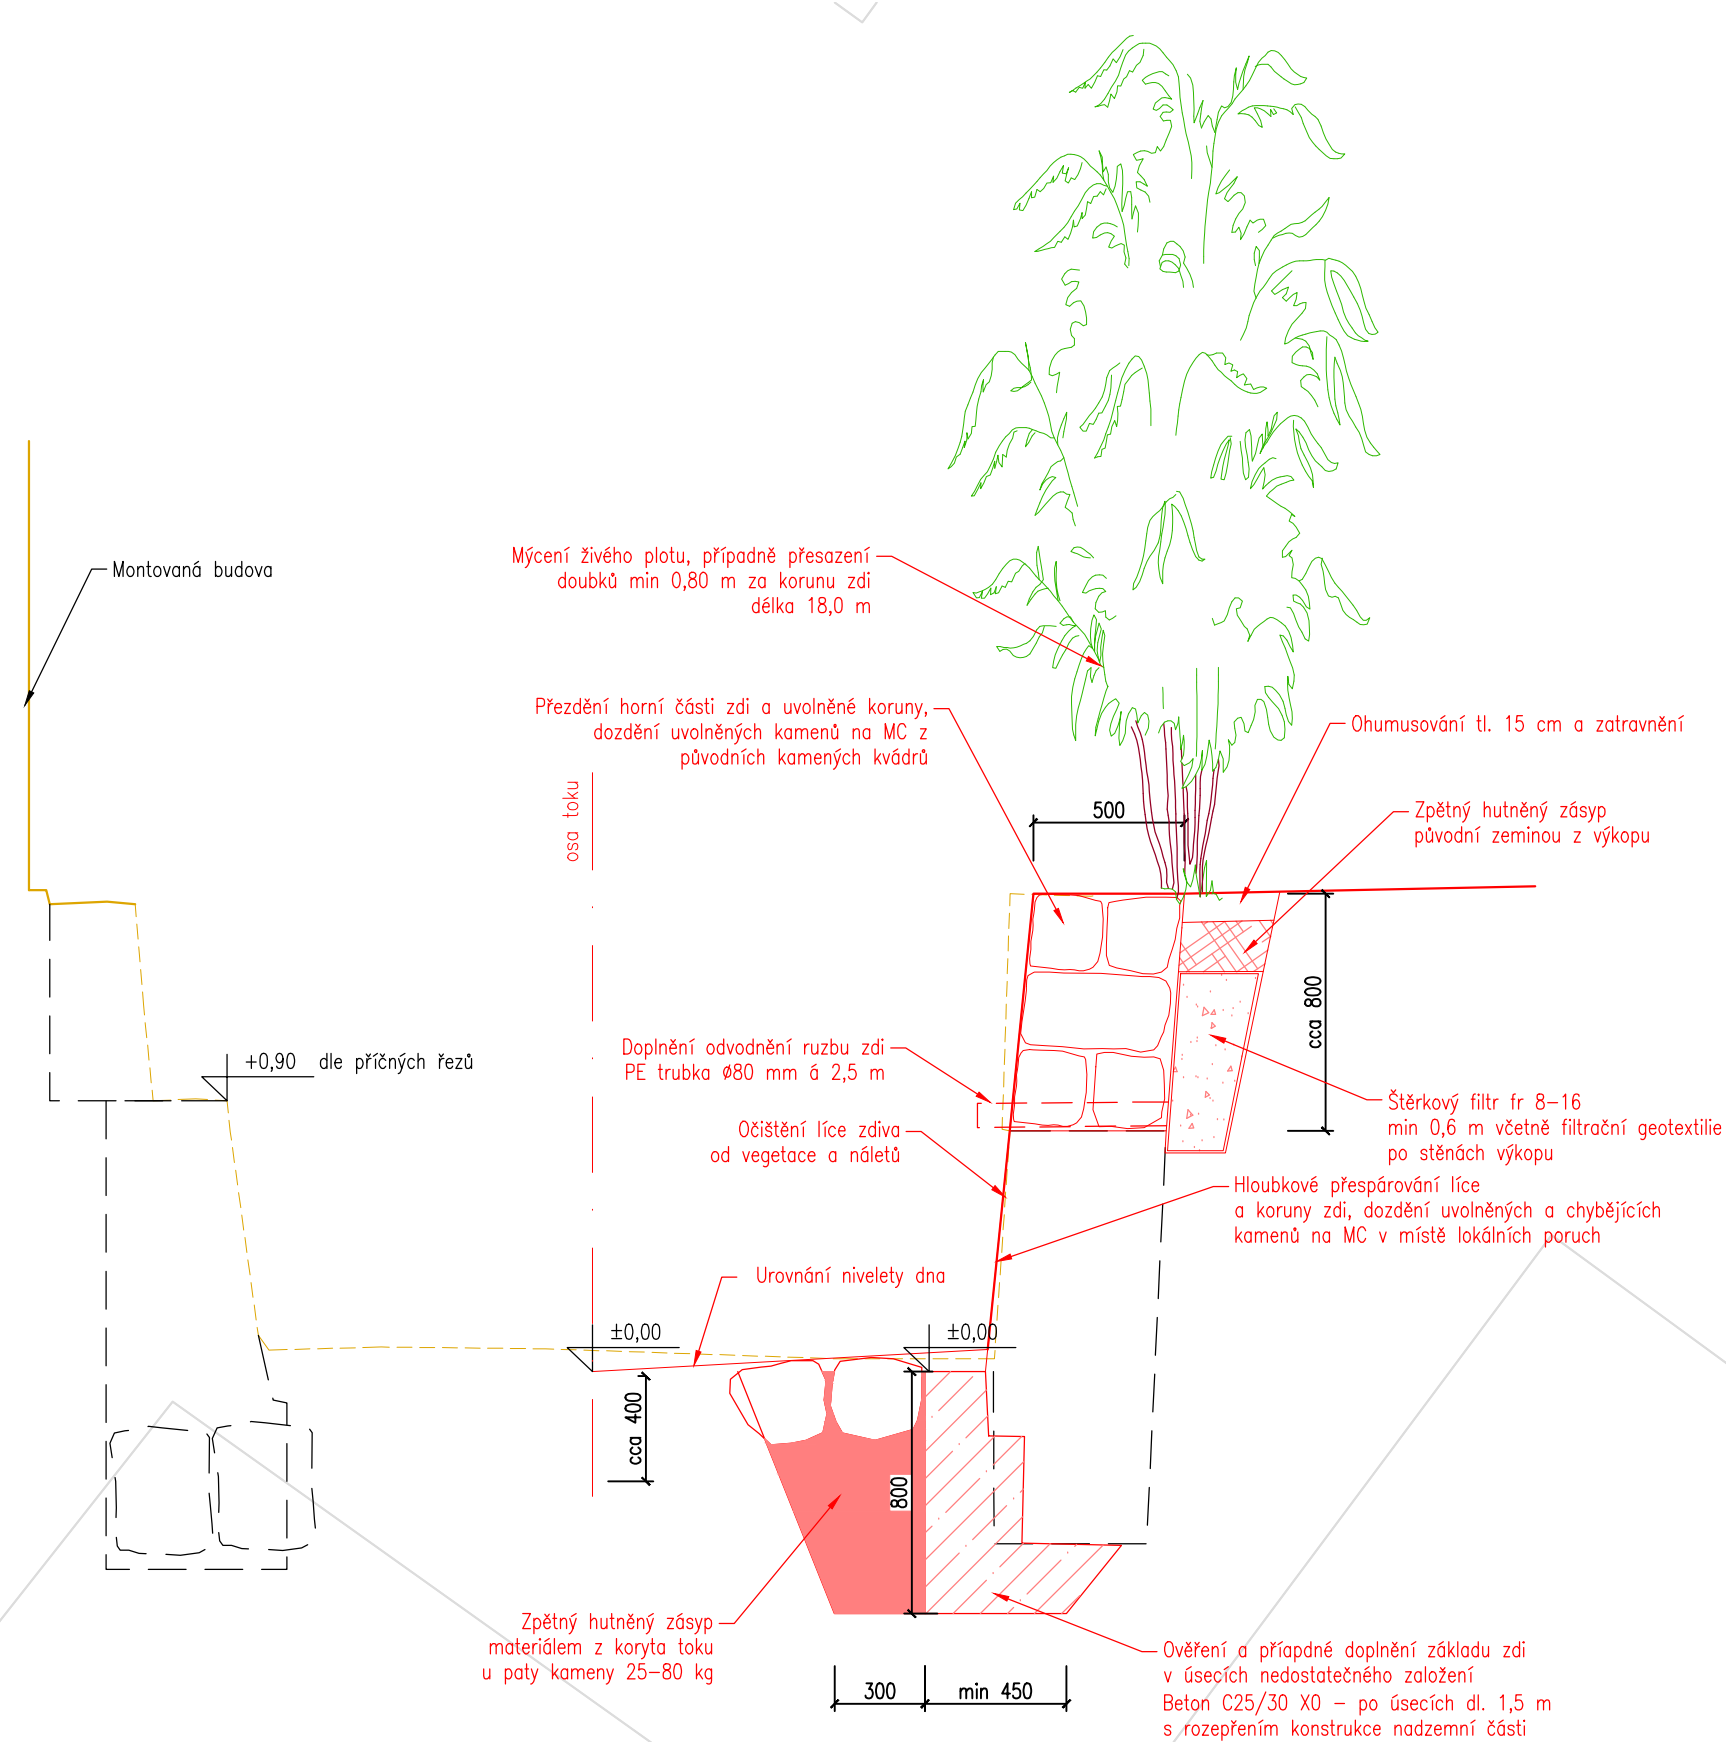 Mýcení živého plotu, případně přesazení
doubků min 0,80 m za korunu zdi
délka 18,0 m
Montovaná budova
Přezdění horní části zdi a uvolněné koruny,
dozdění uvolněných kamenů na MC z
původních kamených kvádrů
Ohumusování tl. 15 cm a zatravnění
osa toku
500
Zpětný hutněný zásyp
původní zeminou z výkopu
cca 800
+0,90 dle příčných řezů
Doplnění odvodnění ruzbu zdi
PE trubka Ø80 mm á 2,5 m
Štěrkový filtr fr 8-16
min 0,6 m včetně filtrační geotextilie
po stěnách výkopu
Očištění líce zdiva
od vegetace a náletů
Hloubkové přespárování líce
a koruny zdi, dozdění uvolněných a chybějících
kamenů na MC v místě lokálních poruch
Urovnání nivelety dna
±0,00
±0,00
cca 400
800
Zpětný hutněný zásyp
materiálem z koryta toku
u paty kameny 25-80 kg
300
min 450
Ověření a příapdné doplnění základu zdi
v úsecích nedostatečného založení
Beton C25/30 X0 - po úsecích dl. 1,5 m
s rozepřením konstrukce nadzemní části